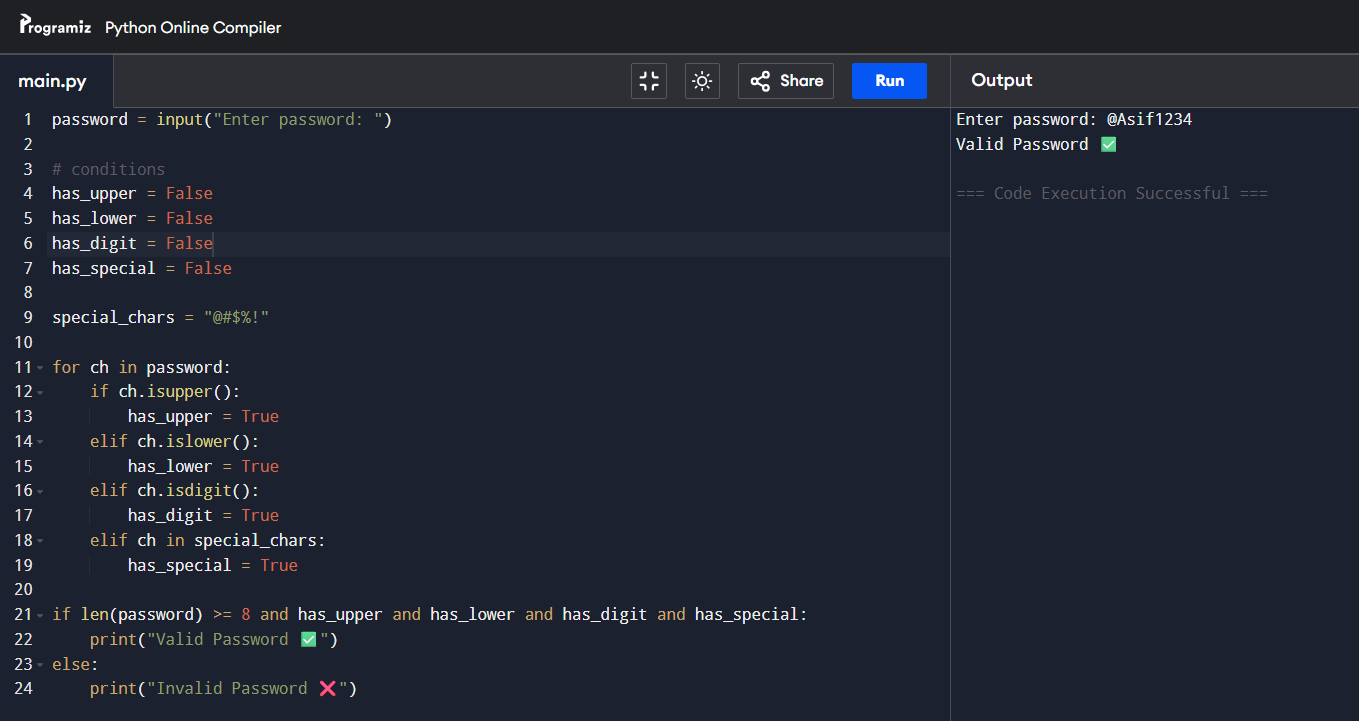 Programiz Python Online Compiler
main.py
Share
Run
Output
1 password = input("Enter password: ")
2
3 # conditions
4 has_upper = False
5 has_lower = False
6 has_digit = False
7 has_special = False
8
9 special_chars = "@#$%!"
10
11 for ch in password:
12     if ch.isupper():
13         has_upper = True
14     elif ch.islower():
15         has_lower = True
16     elif ch.isdigit():
17         has_digit = True
18     elif ch in special_chars:
19         has_special = True
20
21 if len(password) >= 8 and has_upper and has_lower and has_digit and has_special:
22     print("Valid Password ✅")
23 else:
24     print("Invalid Password ❌")
Enter password: @Asif1234
Valid Password ✅
=== Code Execution Successful ===